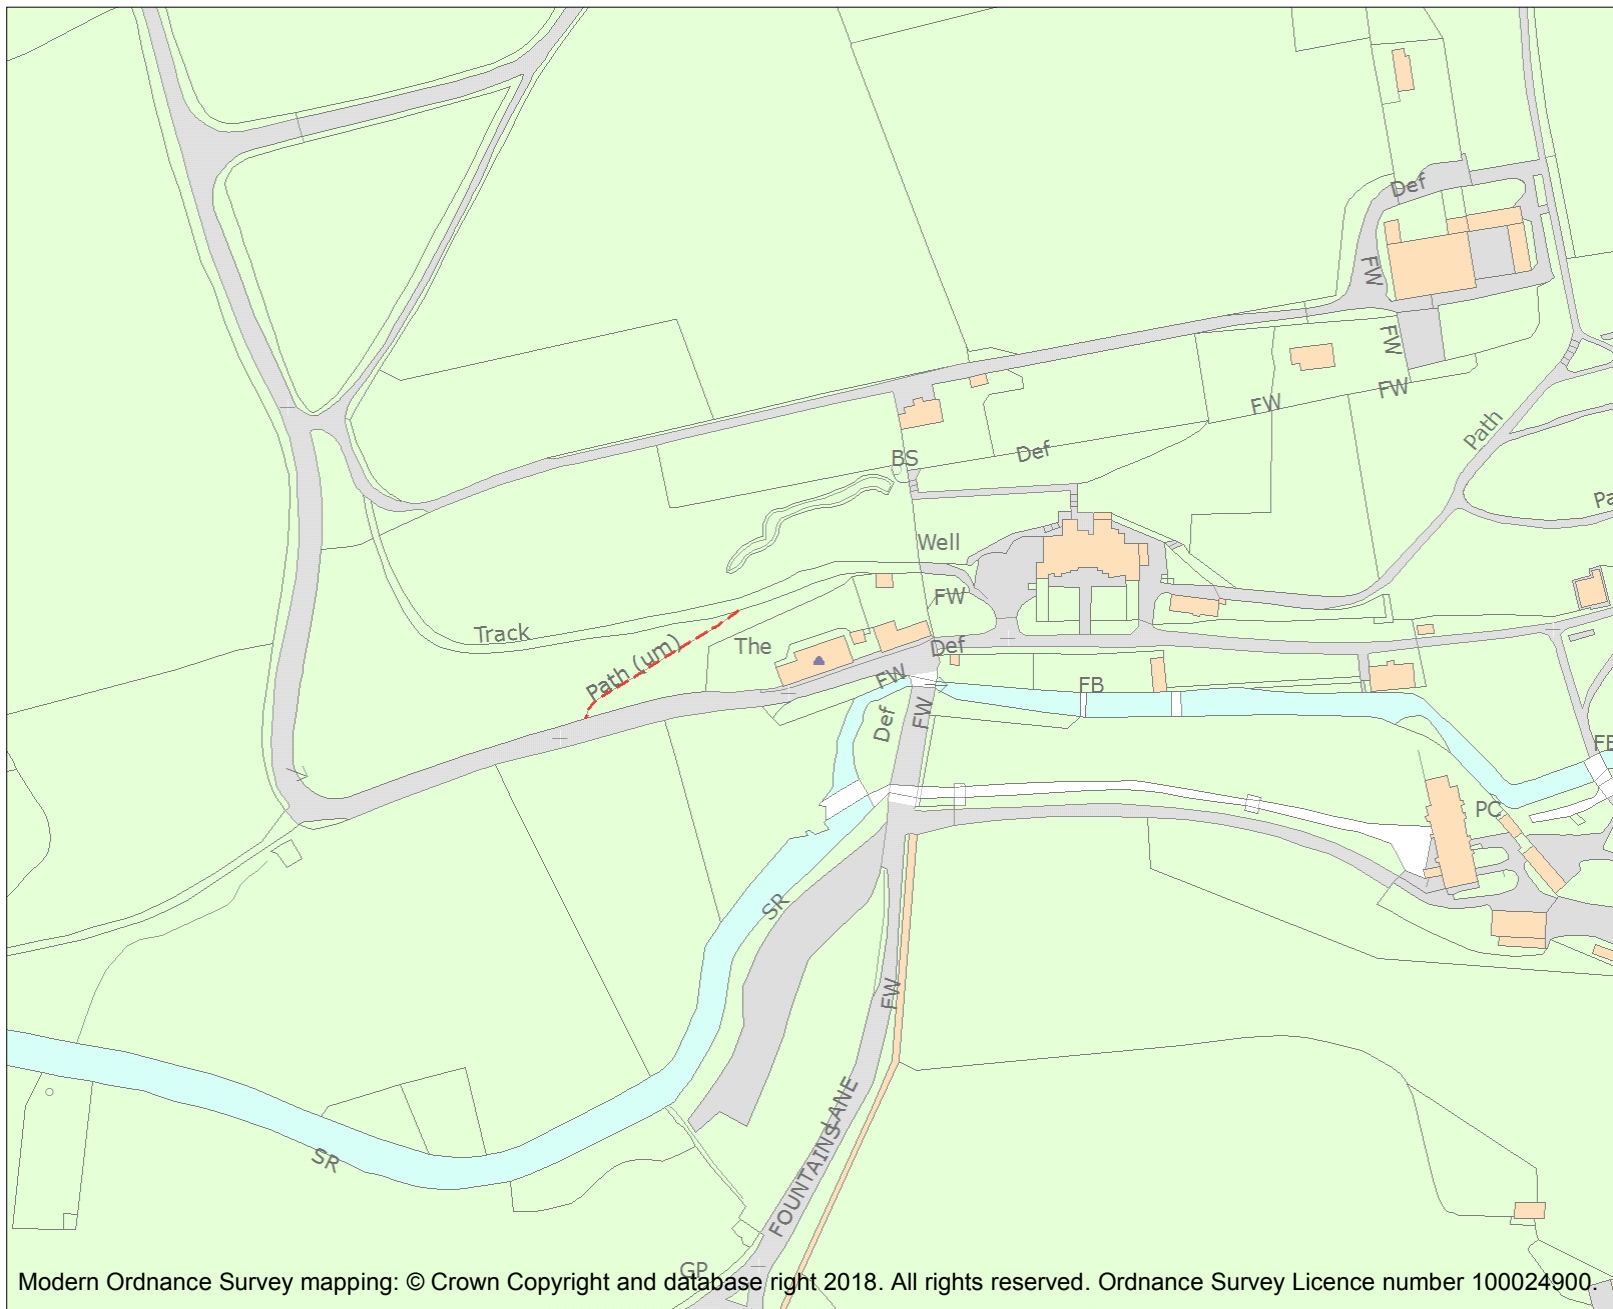 Def
FW
FW
FW
FW
Path
Def
BS
Pa
Well
FW
Track
The
Def
Path (um)
FW
FB
Def
FW
FE
PC
SR
FW
SR
FOUNTAINS LANE
GP
Modern Ordnance Survey mapping: © Crown Copyright and database right 2018. All rights reserved. Ordnance Survey Licence number 100024900.